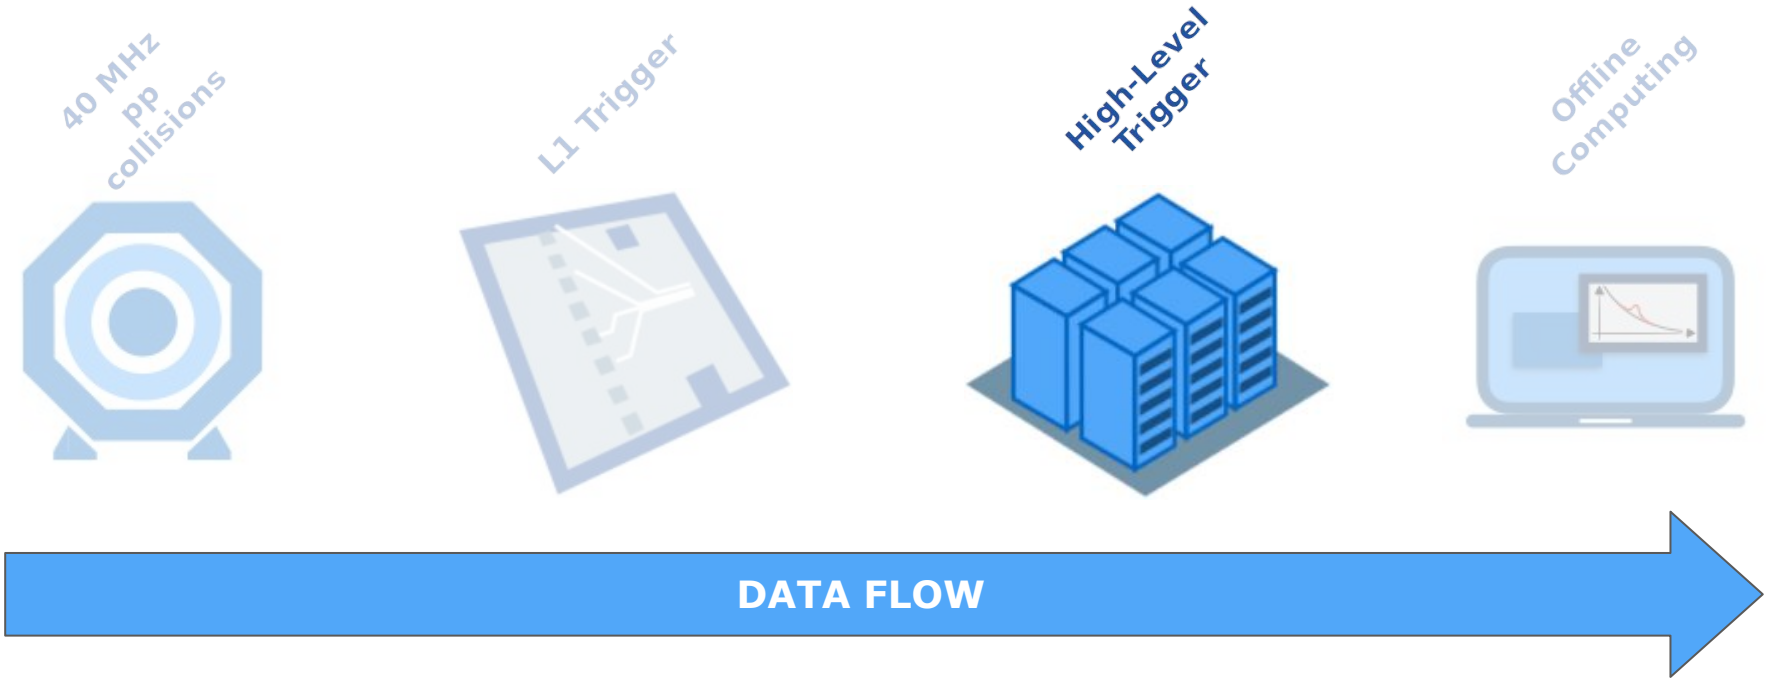 40 MHz
pp
collisions
L1 Trigger
High-Level
Trigger
Offline
Computing
DATA FLOW